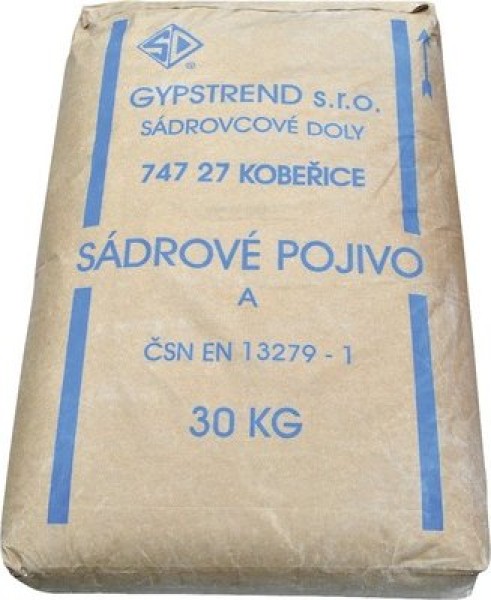 SD
®
GYPSTREND s.r.o.
SÁDROVCOVÉ DOLY
747 27 KOBEŘICE
SÁDROVÉ POJIVO
A
ČSN EN 13279 - 1
30 KG